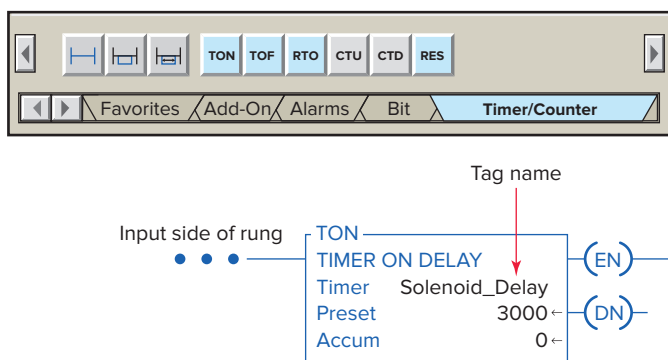 TON TOF RTO CTU CTD RES
Favorites Add-On Alarms Bit Timer/Counter
Tag name
Input side of rung
TON
TIMER ON DELAY
EN
Timer Solenoid_Delay
Preset 3000
DN
Accum 0